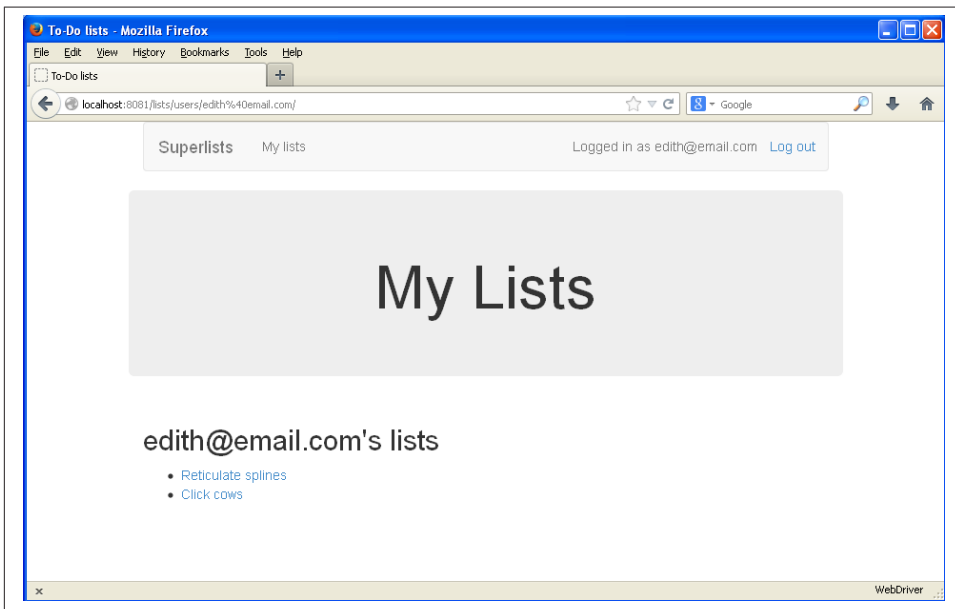 To-Do lists - Mozilla Firefox
File Edit View History Bookmarks Tools Help
To-Do lists +
localhost:8081/lists/users/edith%40email.com/ 8 Google
Superlists My lists Logged in as edith@email.com Log out
My Lists
edith@email.com's lists
• Reticulate splines
• Click cows
x WebDriver